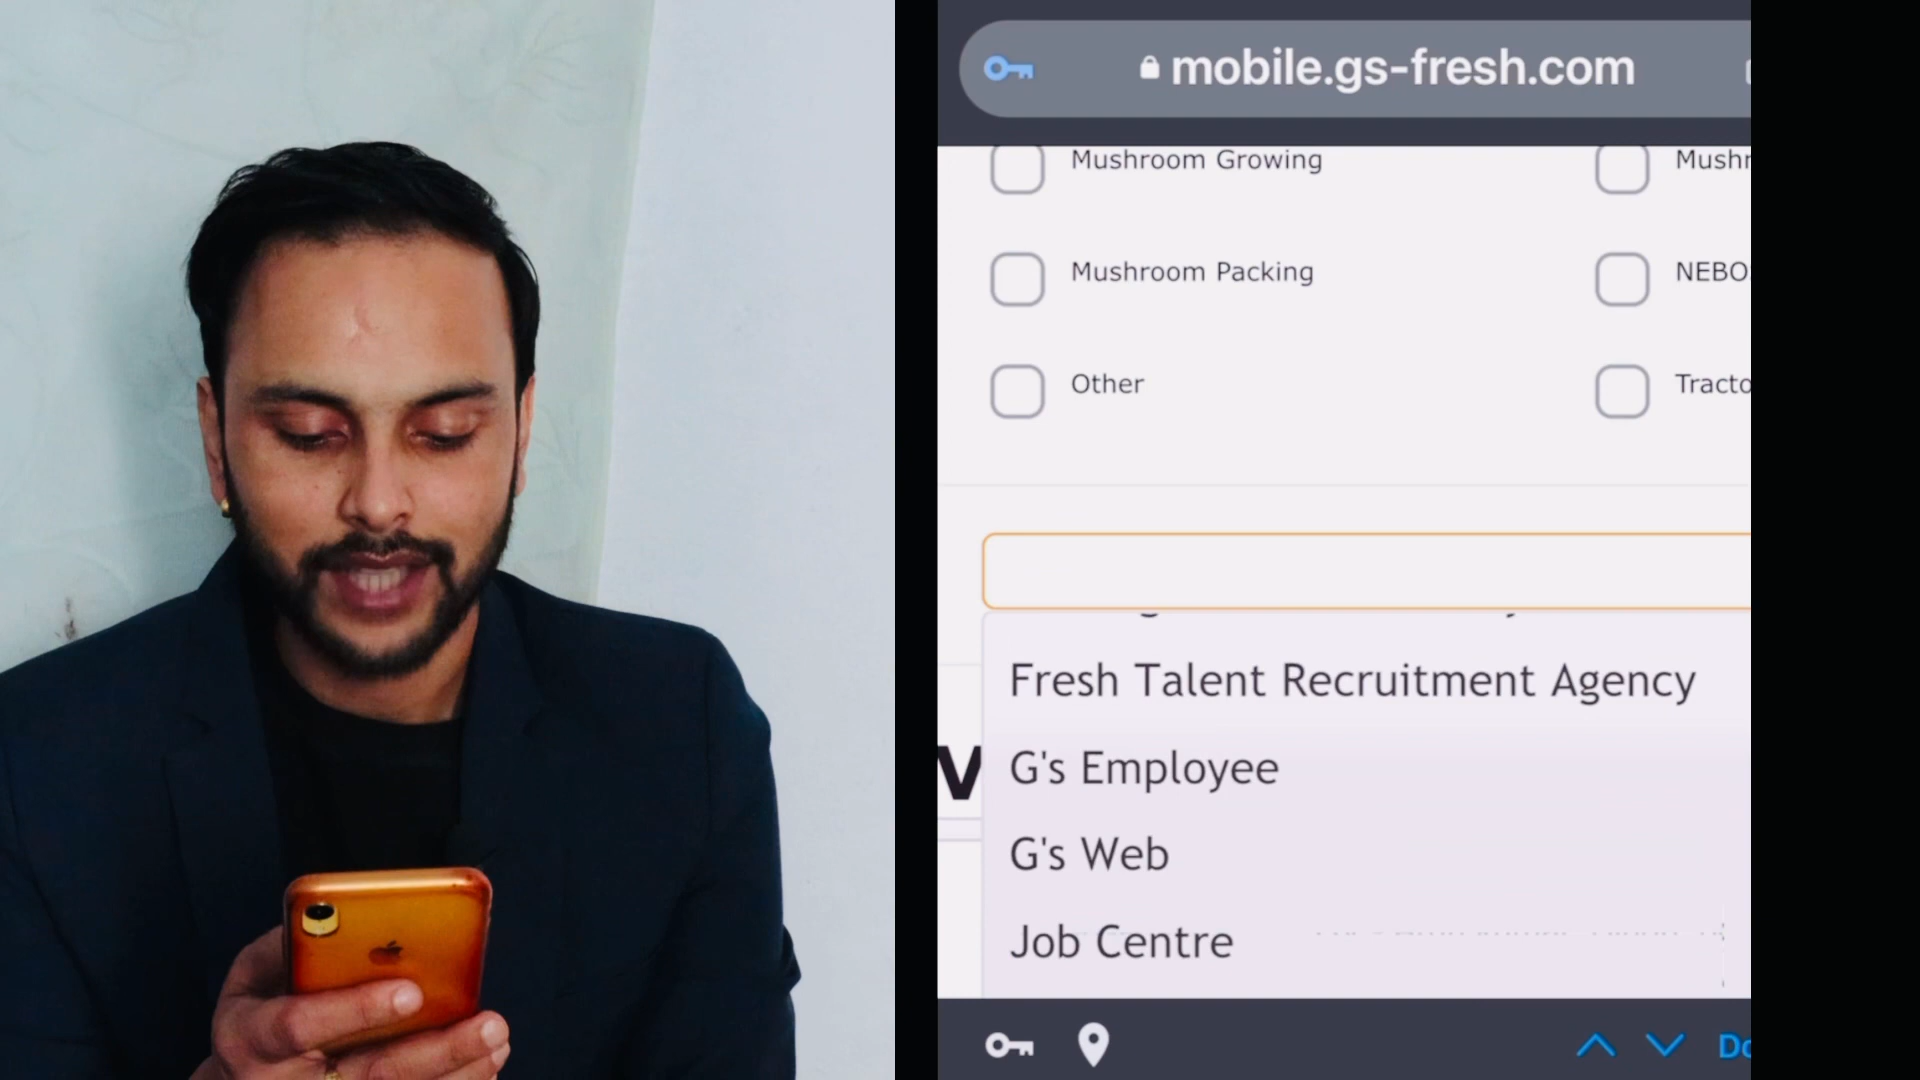 mobile.gs-fresh.com
Mushroom Growing
Mushroom Packing
Other
Fresh Talent Recruitment Agency
G's Employee
G's Web
Job Centre